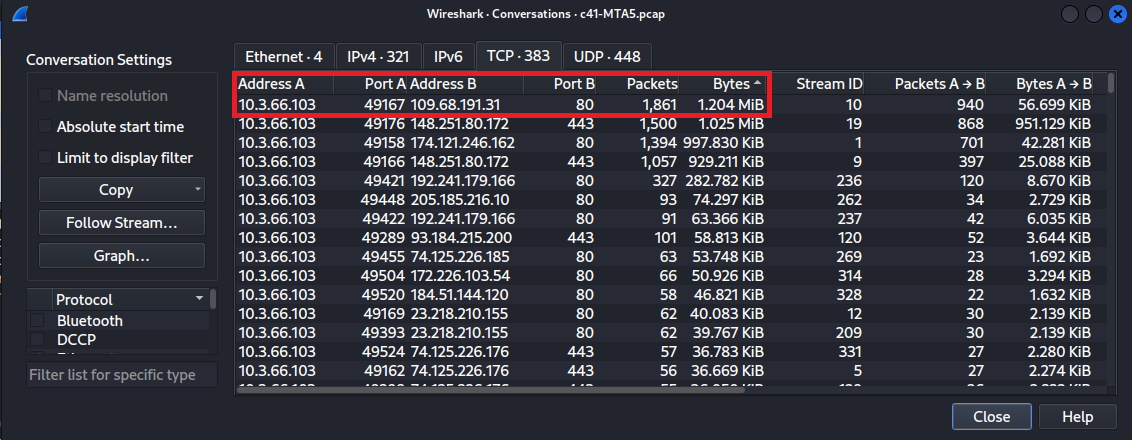 Wireshark · Conversations · c41-MTA5.pcap
Conversation Settings
Name resolution
Absolute start time
Limit to display filter
Copy
Follow Stream…
Graph…
Protocol
Bluetooth
DCCP
Filter list for specific type
Ethernet · 4 IPv4 · 321 IPv6 TCP · 383 UDP · 448
Address A Port A Address B Port B Packets Bytes Stream ID Packets A → B Bytes A → B
10.3.66.103 49167 109.68.191.31 80 1,861 1.204 MiB 10 940 56.699 KiB
10.3.66.103 49176 148.251.80.172 443 1,500 1.025 MiB 19 868 951.129 KiB
10.3.66.103 49158 174.121.246.162 80 1,394 997.830 KiB 1 701 42.281 KiB
10.3.66.103 49166 148.251.80.172 443 1,057 929.211 KiB 9 397 25.088 KiB
10.3.66.103 49421 192.241.179.166 80 327 282.782 KiB 236 120 8.670 KiB
10.3.66.103 49448 205.185.216.10 80 93 74.297 KiB 262 34 2.729 KiB
10.3.66.103 49422 192.241.179.166 80 91 63.366 KiB 237 42 6.035 KiB
10.3.66.103 49289 93.184.215.200 443 101 58.813 KiB 120 52 3.644 KiB
10.3.66.103 49455 74.125.226.185 80 63 53.748 KiB 269 23 1.692 KiB
10.3.66.103 49504 172.226.103.54 80 66 50.926 KiB 314 28 3.294 KiB
10.3.66.103 49520 184.51.144.120 80 58 46.821 KiB 328 22 1.632 KiB
10.3.66.103 49169 23.218.210.155 80 62 40.083 KiB 12 30 2.139 KiB
10.3.66.103 49393 23.218.210.155 80 62 39.767 KiB 209 30 2.139 KiB
10.3.66.103 49524 74.125.226.176 443 57 36.783 KiB 331 27 2.280 KiB
10.3.66.103 49162 74.125.226.176 443 56 36.669 KiB 5 27 2.274 KiB
Close Help